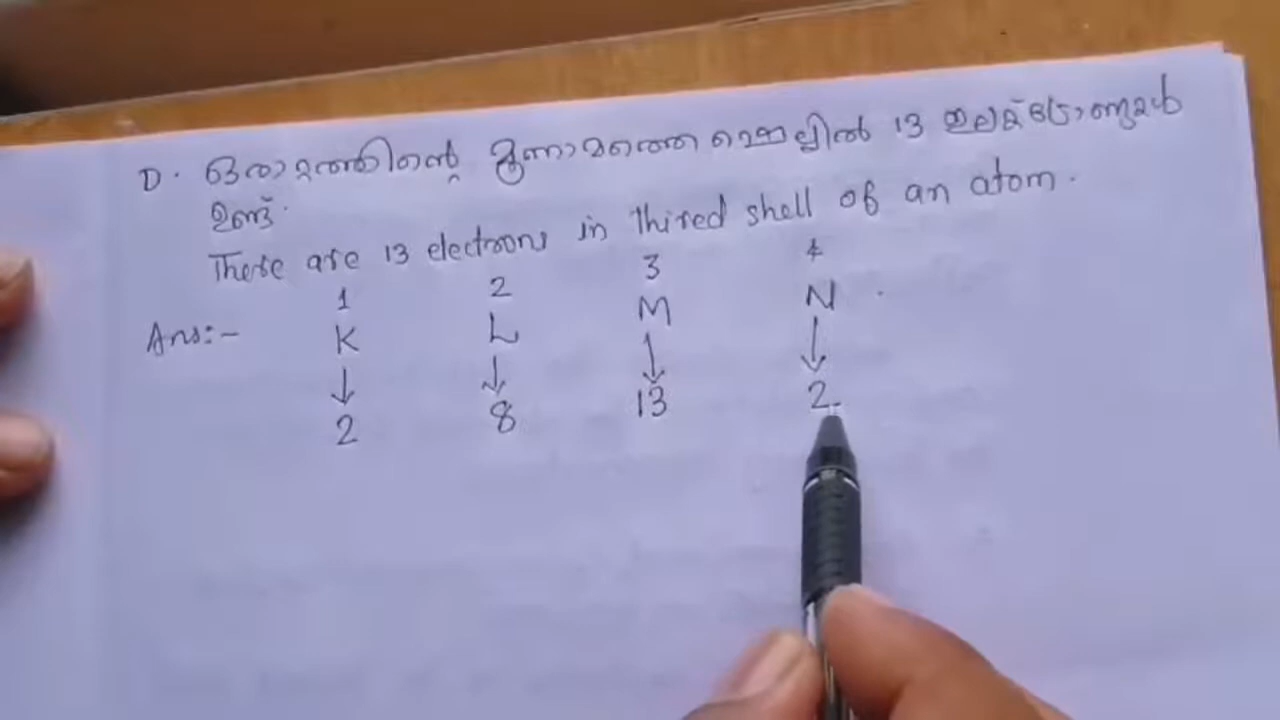 D. ഒരാറ്റത്തിന്റെ മൂന്നാമത്തെ ഷെല്ലിൽ 13 ഇലക്ട്രോണുകൾ
ഉണ്ട്.
There are 13 electrons in thired shell of an atom.
1 2 3 4
Ans:- K L M N
↓ ↓ ↓ ↓
2 8 13 2